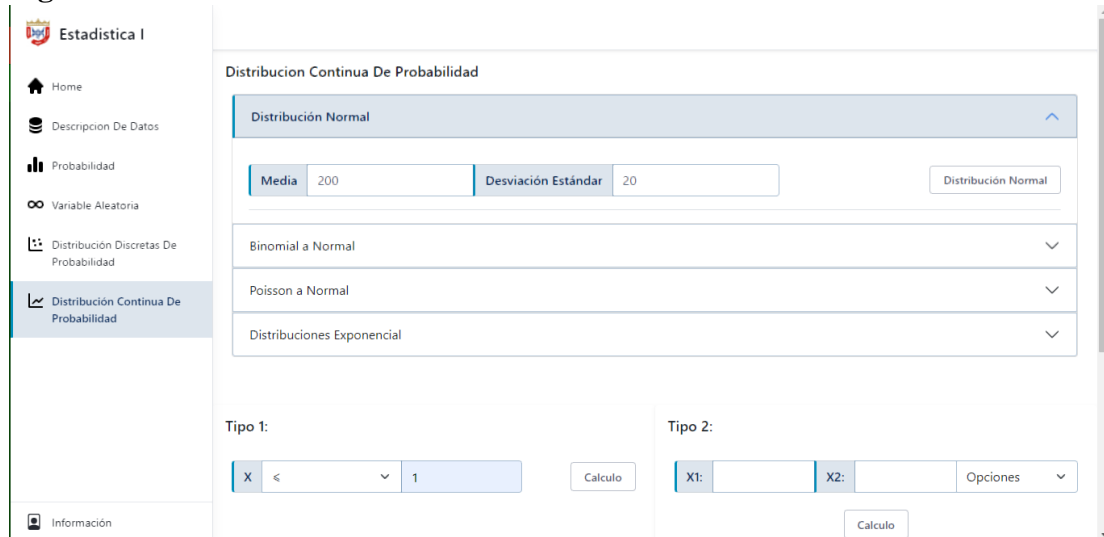 Estadistica I
Home
Descripcion De Datos
Probabilidad
Variable Aleatoria
Distribución Discretas De
Probabilidad
Distribución Continua De
Probabilidad
Información
Distribucion Continua De Probabilidad
Distribución Normal
Media 200 Desviación Estándar 20 Distribución Normal
Binomial a Normal
Poisson a Normal
Distribuciones Exponencial
Tipo 1:
X ≤ 1 Calculo
Tipo 2:
X1: X2: Opciones
Calculo